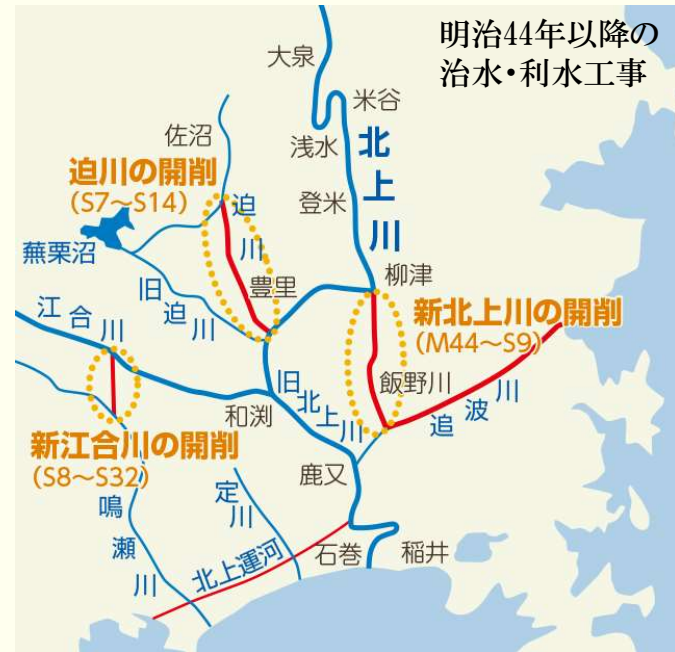 明治44年以降の
治水・利水工事
大泉
米谷
佐沼
浅水
北上川
迫川の開削
(S7〜S14)
登米
迫川
蕪栗沼
旧迫川
豊里
柳津
江合川
新北上川の開削
(M44〜S9)
飯野川
追波川
旧北上川
和渕
新江合川の開削
(S8〜S32)
鹿又
定川
鳴瀬川
北上運河
石巻
稲井